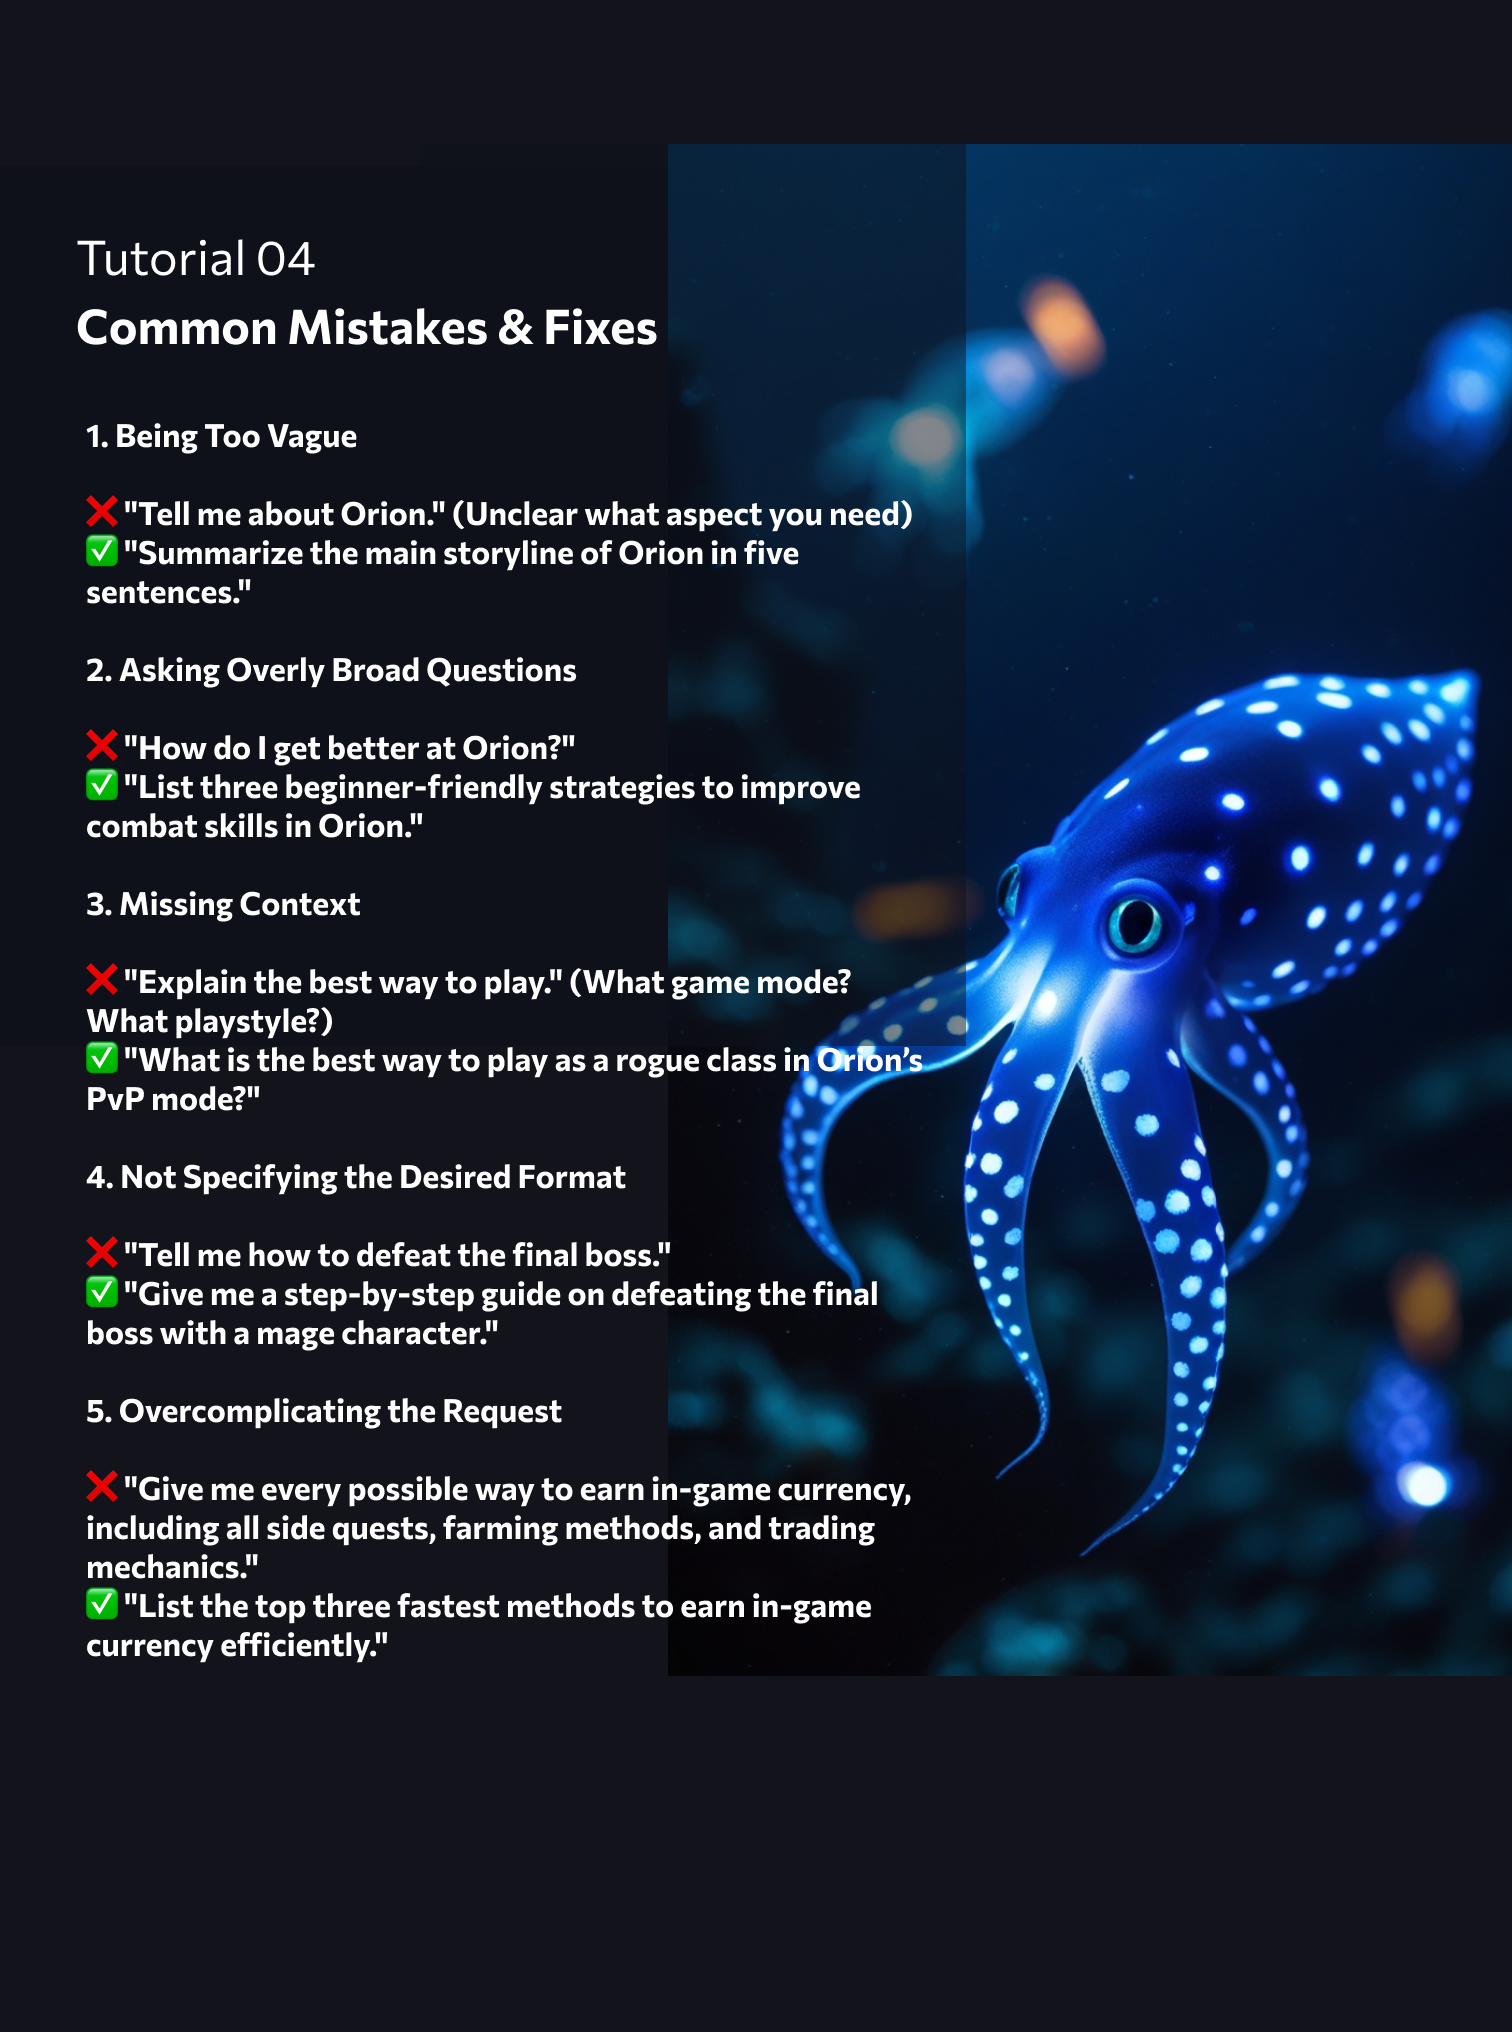 Tutorial 04
Common Mistakes & Fixes
1. Being Too Vague
❌ "Tell me about Orion." (Unclear what aspect you need)
✅ "Summarize the main storyline of Orion in five
sentences."
2. Asking Overly Broad Questions
❌ "How do I get better at Orion?"
✅ "List three beginner-friendly strategies to improve
combat skills in Orion."
3. Missing Context
❌ "Explain the best way to play." (What game mode?
What playstyle?)
✅ "What is the best way to play as a rogue class in Orion’s
PvP mode?"
4. Not Specifying the Desired Format
❌ "Tell me how to defeat the final boss."
✅ "Give me a step-by-step guide on defeating the final
boss with a mage character."
5. Overcomplicating the Request
❌ "Give me every possible way to earn in-game currency,
including all side quests, farming methods, and trading
mechanics."
✅ "List the top three fastest methods to earn in-game
currency efficiently."